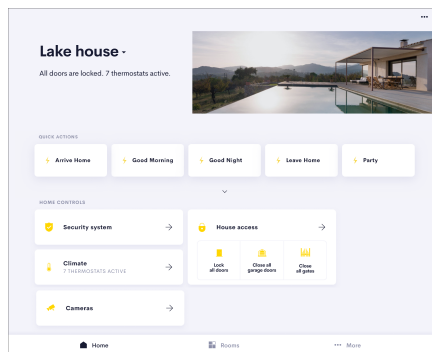 Lake house
All doors are locked. 7 thermostats active.
QUICK ACTIONS
Arrive Home
Good Morning
Good Night
Leave Home
Party
HOME CONTROLS
Security system
House access
Climate
7 THERMOSTATS ACTIVE
Lock
all doors
Close all
garage doors
Close
all gates
Cameras
Home
Rooms
More